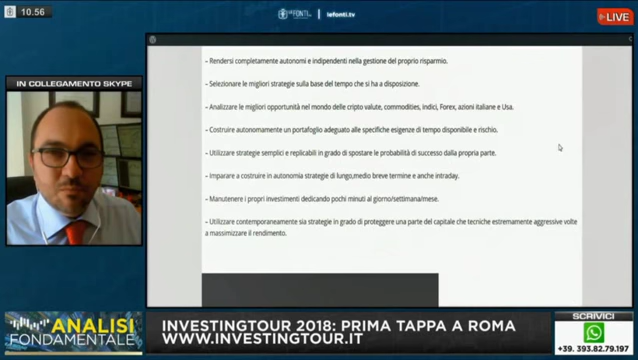 10.56
LE FONTI.
lefonti.tv
LIVE
IN COLLEGAMENTO SKYPE
– Rendersi completamente autonomi e indipendenti nella gestione del proprio risparmio.
– Selezionare le migliori strategie sulla base del tempo che si ha a disposizione.
– Analizzare le migliori opportunità nel mondo delle cripto valute, commodities, Indici, Forex, azioni italiane e Usa.
– Costruire autonomamente un portafoglio adeguato alle specifiche esigenze di tempo disponibile e rischio.
– Utilizzare strategie semplici e replicabili in grado di spostare le probabilità di successo dalla propria parte.
– Imparare a costruire in autonomia strategie di lungo,medio breve termine e anche intraday.
– Manutenere i propri investimenti dedicando pochi minuti al giorno/settimana/mese.
– Utilizzare contemporaneamente sia strategie in grado di proteggere una parte del capitale che tecniche estremamente aggressive volte
a massimizzare il rendimento.
ANALISI
FONDAMENTALE
INVESTINGTOUR 2018: PRIMA TAPPA A ROMA
WWW.INVESTINGTOUR.IT
SCRIVICI
+39. 393.82.79.197